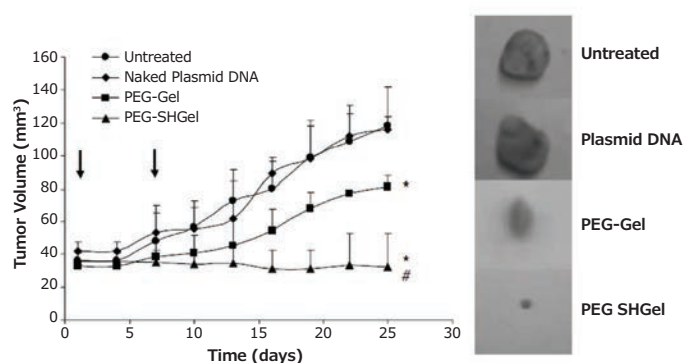 Untreated
Naked Plasmid DNA
PEG-Gel
PEG-SHGel
Tumor Volume (mm³)
160
140
120
100
80
60
40
20
0
*
*
#
0
5
10
15
20
25
30
Time (days)
Untreated
Plasmid DNA
PEG-Gel
PEG SHGel